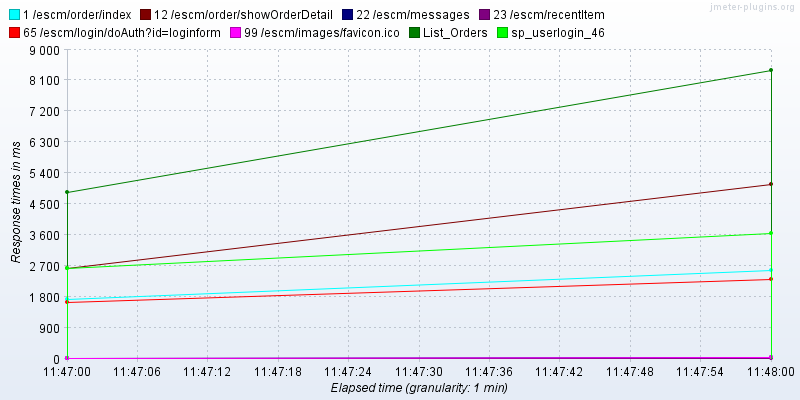 jmeter-plugins.org
1 /escm/order/index 12 /escm/order/showOrderDetail 22 /escm/messages 23 /escm/recentItem
65 /escm/login/doAuth?id=loginform 99 /escm/images/favicon.ico List_Orders sp_userlogin_46
9 000
8 100
7 200
6 300
5 400
4 500
3 600
2 700
1 800
900
0
Response times in ms
11:47:00 11:47:06 11:47:12 11:47:18 11:47:24 11:47:30 11:47:36 11:47:42 11:47:48 11:47:54 11:48:00
Elapsed time (granularity: 1 min)